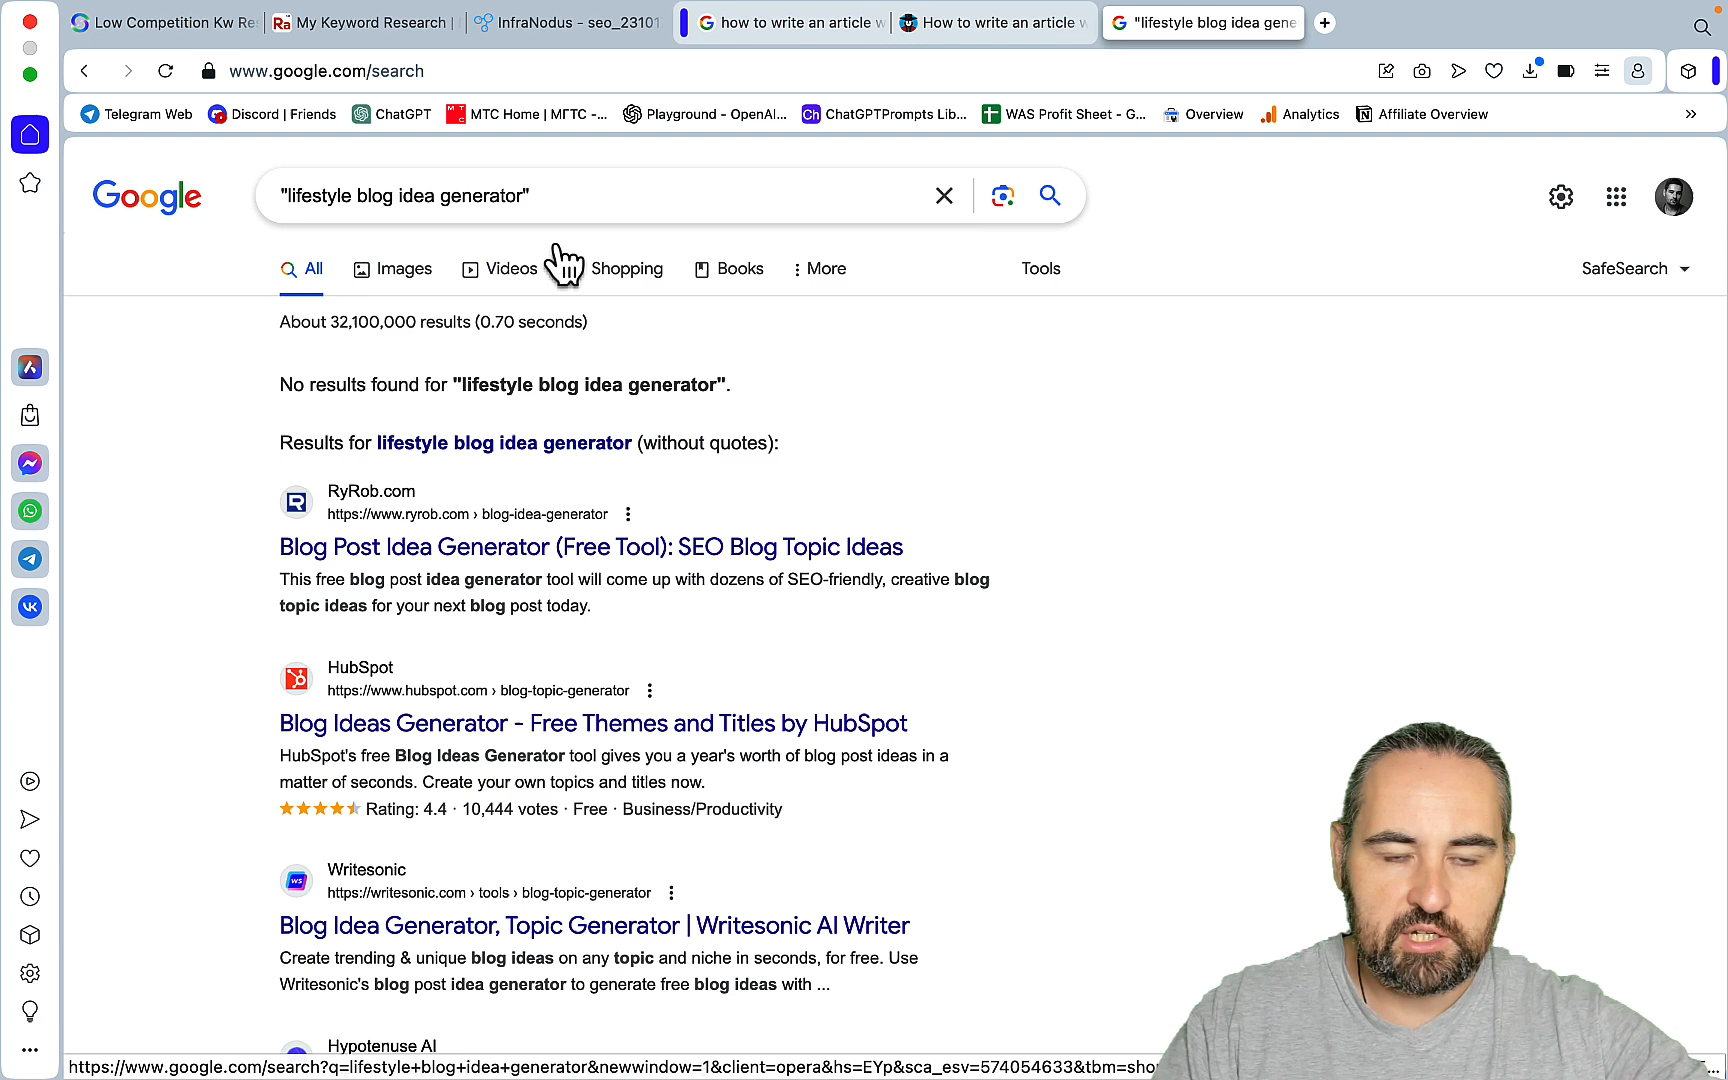 Low Competition Kw Res
Ra My Keyword Research |
InfraNodus - seo_23101
how to write an article w
How to write an article w
"lifestyle blog idea gene
www.google.com/search
Telegram Web
Discord | Friends
ChatGPT
МТС Home | МГТС -...
Playground - OpenAI...
Ch ChatGPTPrompts Lib...
WAS Profit Sheet - G...
Overview
Analytics
Affiliate Overview
Google
"lifestyle blog idea generator"
All
Images
Videos
Shopping
Books
More
Tools
SafeSearch
About 32,100,000 results (0.70 seconds)
No results found for "lifestyle blog idea generator".
Results for lifestyle blog idea generator (without quotes):
RyRob.com
https://www.ryrob.com › blog-idea-generator
Blog Post Idea Generator (Free Tool): SEO Blog Topic Ideas
This free blog post idea generator tool will come up with dozens of SEO-friendly, creative blog
topic ideas for your next blog post today.
HubSpot
https://www.hubspot.com › blog-topic-generator
Blog Ideas Generator - Free Themes and Titles by HubSpot
HubSpot's free Blog Ideas Generator tool gives you a year's worth of blog post ideas in a
matter of seconds. Create your own topics and titles now.
Rating: 4.4 · 10,444 votes · Free · Business/Productivity
Writesonic
https://writesonic.com › tools › blog-topic-generator
Blog Idea Generator, Topic Generator | Writesonic AI Writer
Create trending & unique blog ideas on any topic and niche in seconds, for free. Use
Writesonic's blog post idea generator to generate free blog ideas with ...
Hypotenuse AI
https://www.google.com/search?q=lifestyle+blog+idea+generator&newwindow=1&client=opera&hs=EYp&sca_esv=574054633&tbm=sho